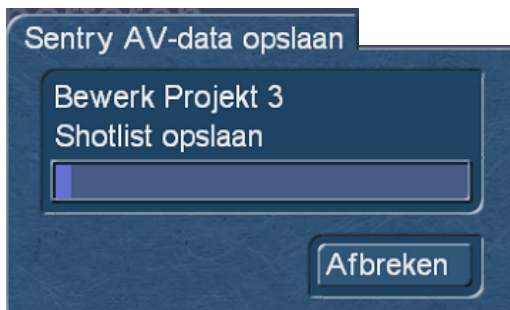 Sentry AV-data opslaan
Bewerk Projekt 3
Shotlist opslaan
Afbreken